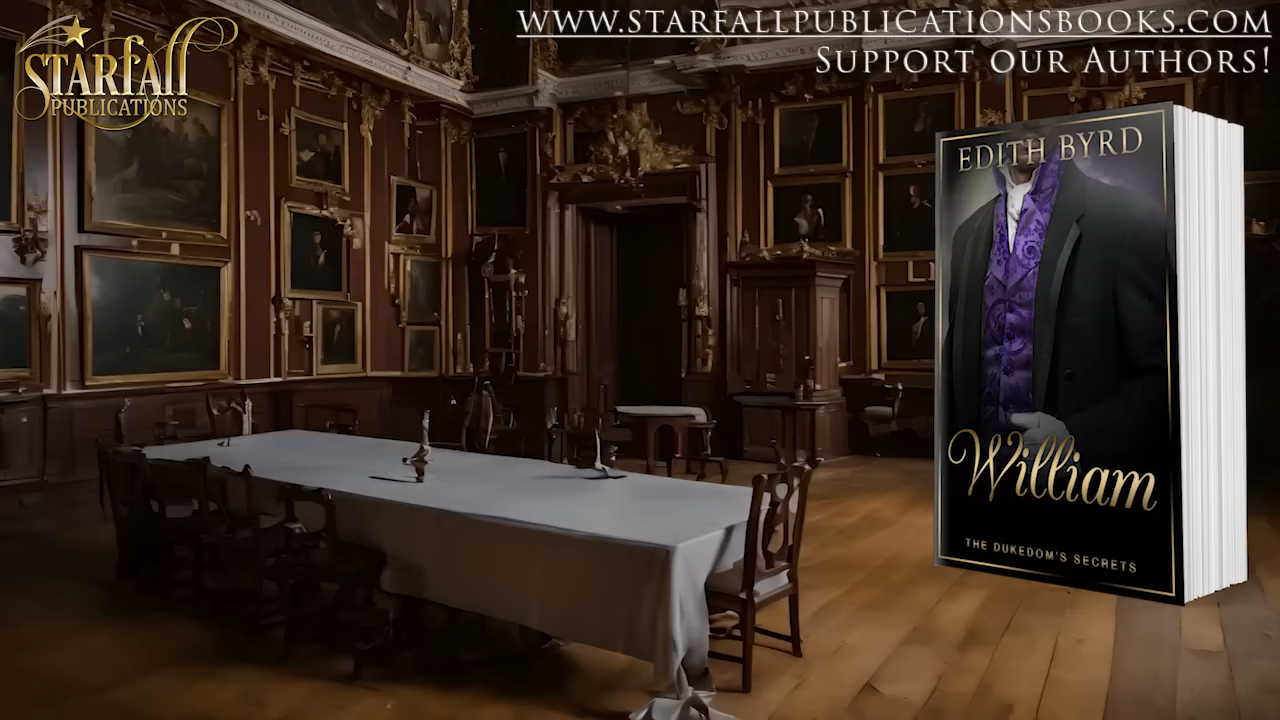 STARfall
PUBLICATIONS
WWW.STARFALLPUBLICATIONSBOOKS.COM
SUPPORT OUR AUTHORS!
EDITH BYRD
William
THE DUKEDOM'S SECRETS